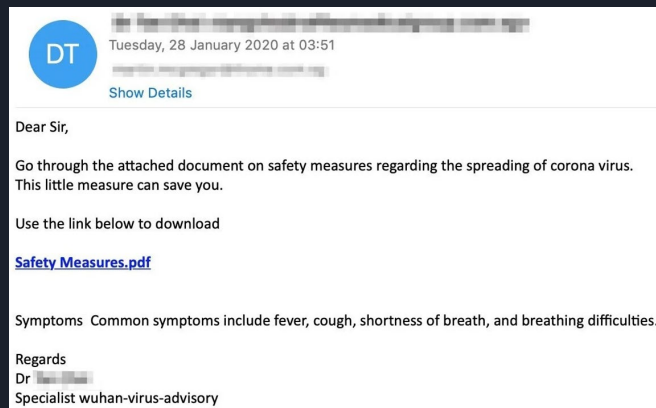 DT
Tuesday, 28 January 2020 at 03:51
Show Details
Dear Sir,
Go through the attached document on safety measures regarding the spreading of corona virus.
This little measure can save you.
Use the link below to download
Safety Measures.pdf
Symptoms  Common symptoms include fever, cough, shortness of breath, and breathing difficulties.
Regards
Dr
Specialist wuhan-virus-advisory